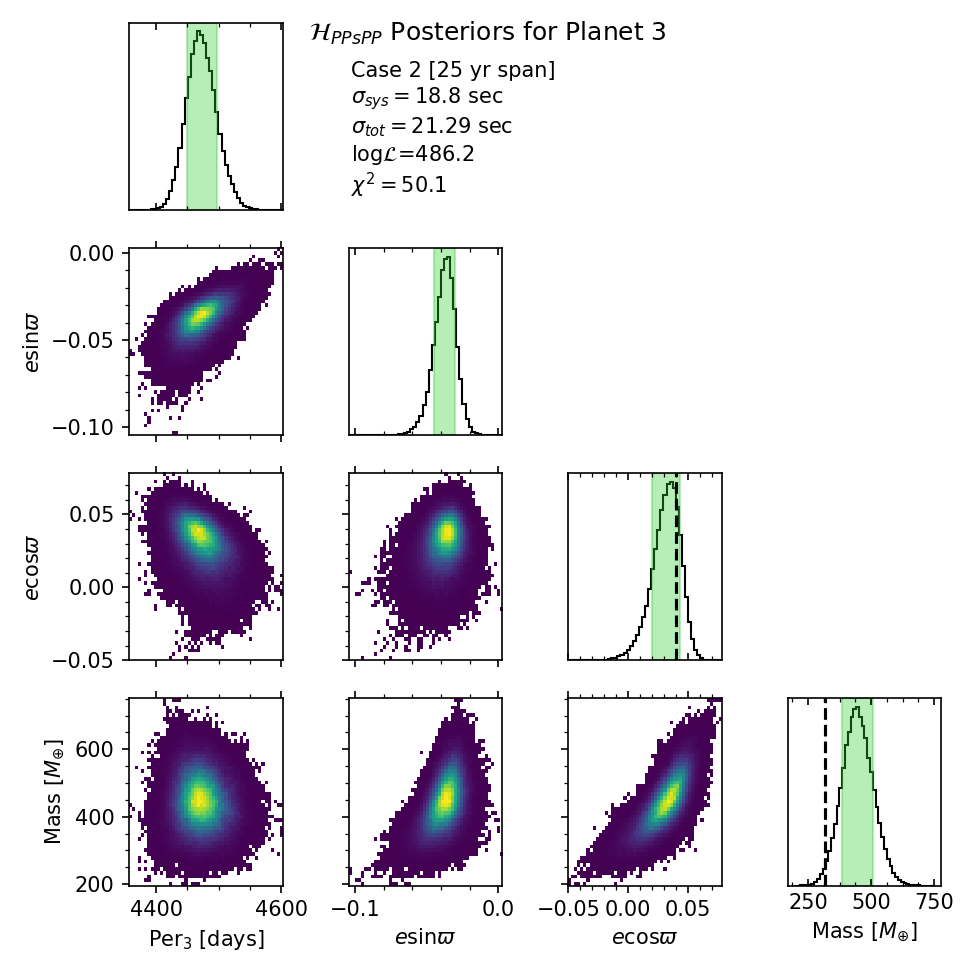 𝓗_PPsPP Posteriors for Planet 3
Case 2 [25 yr span]
σ_sys = 18.8 sec
σ_tot = 21.29 sec
log𝓛=486.2
χ² = 50.1
0.00
−0.05
−0.10
esinϖ
0.05
0.00
−0.05
ecosϖ
600
400
200
Mass [M⊕]
4400 4600
Per₃ [days]
−0.1 0.0
esinϖ
−0.05 0.00 0.05
ecosϖ
250 500 750
Mass [M⊕]